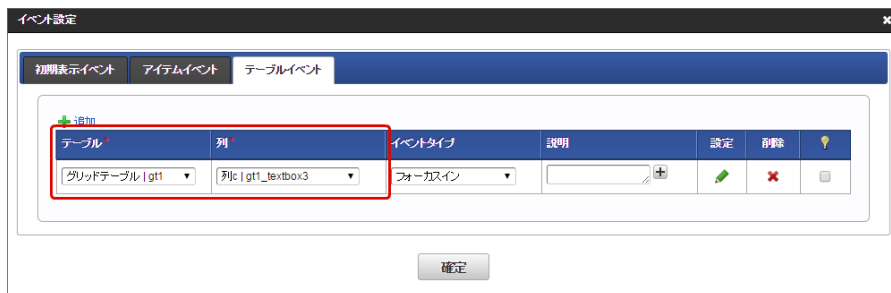 イベント設定
初期表示イベント アイテムイベント テーブルイベント
追加
テーブル* 列* イベントタイプ 説明 設定 削除
グリッドテーブル | gt1 列c | gt1_textbox3 フォーカスイン
確定